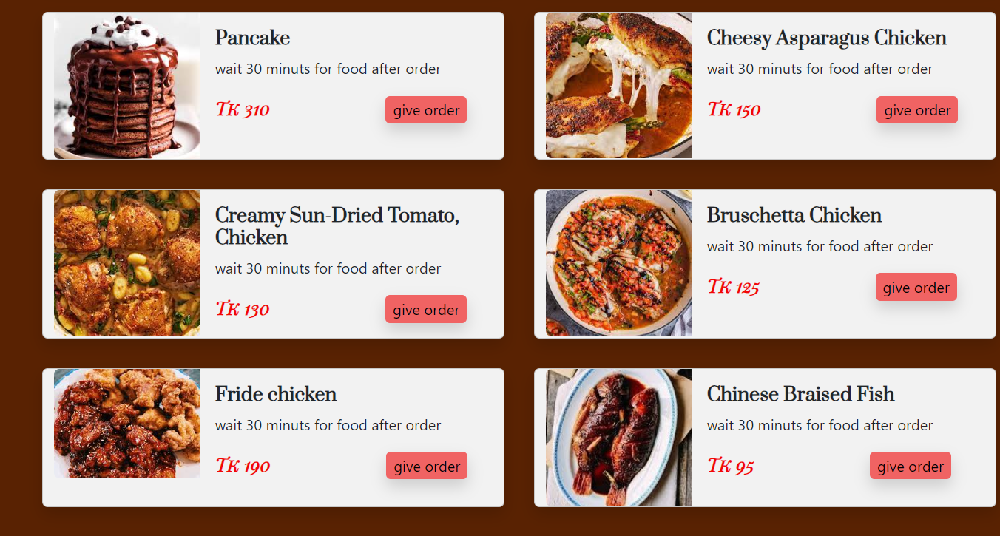 Pancake
wait 30 minuts for food after order
TK 310
give order
Cheesy Asparagus Chicken
wait 30 minuts for food after order
TK 150
give order
Creamy Sun-Dried Tomato,
Chicken
wait 30 minuts for food after order
TK 130
give order
Bruschetta Chicken
wait 30 minuts for food after order
TK 125
give order
Fride chicken
wait 30 minuts for food after order
TK 190
give order
Chinese Braised Fish
wait 30 minuts for food after order
TK 95
give order